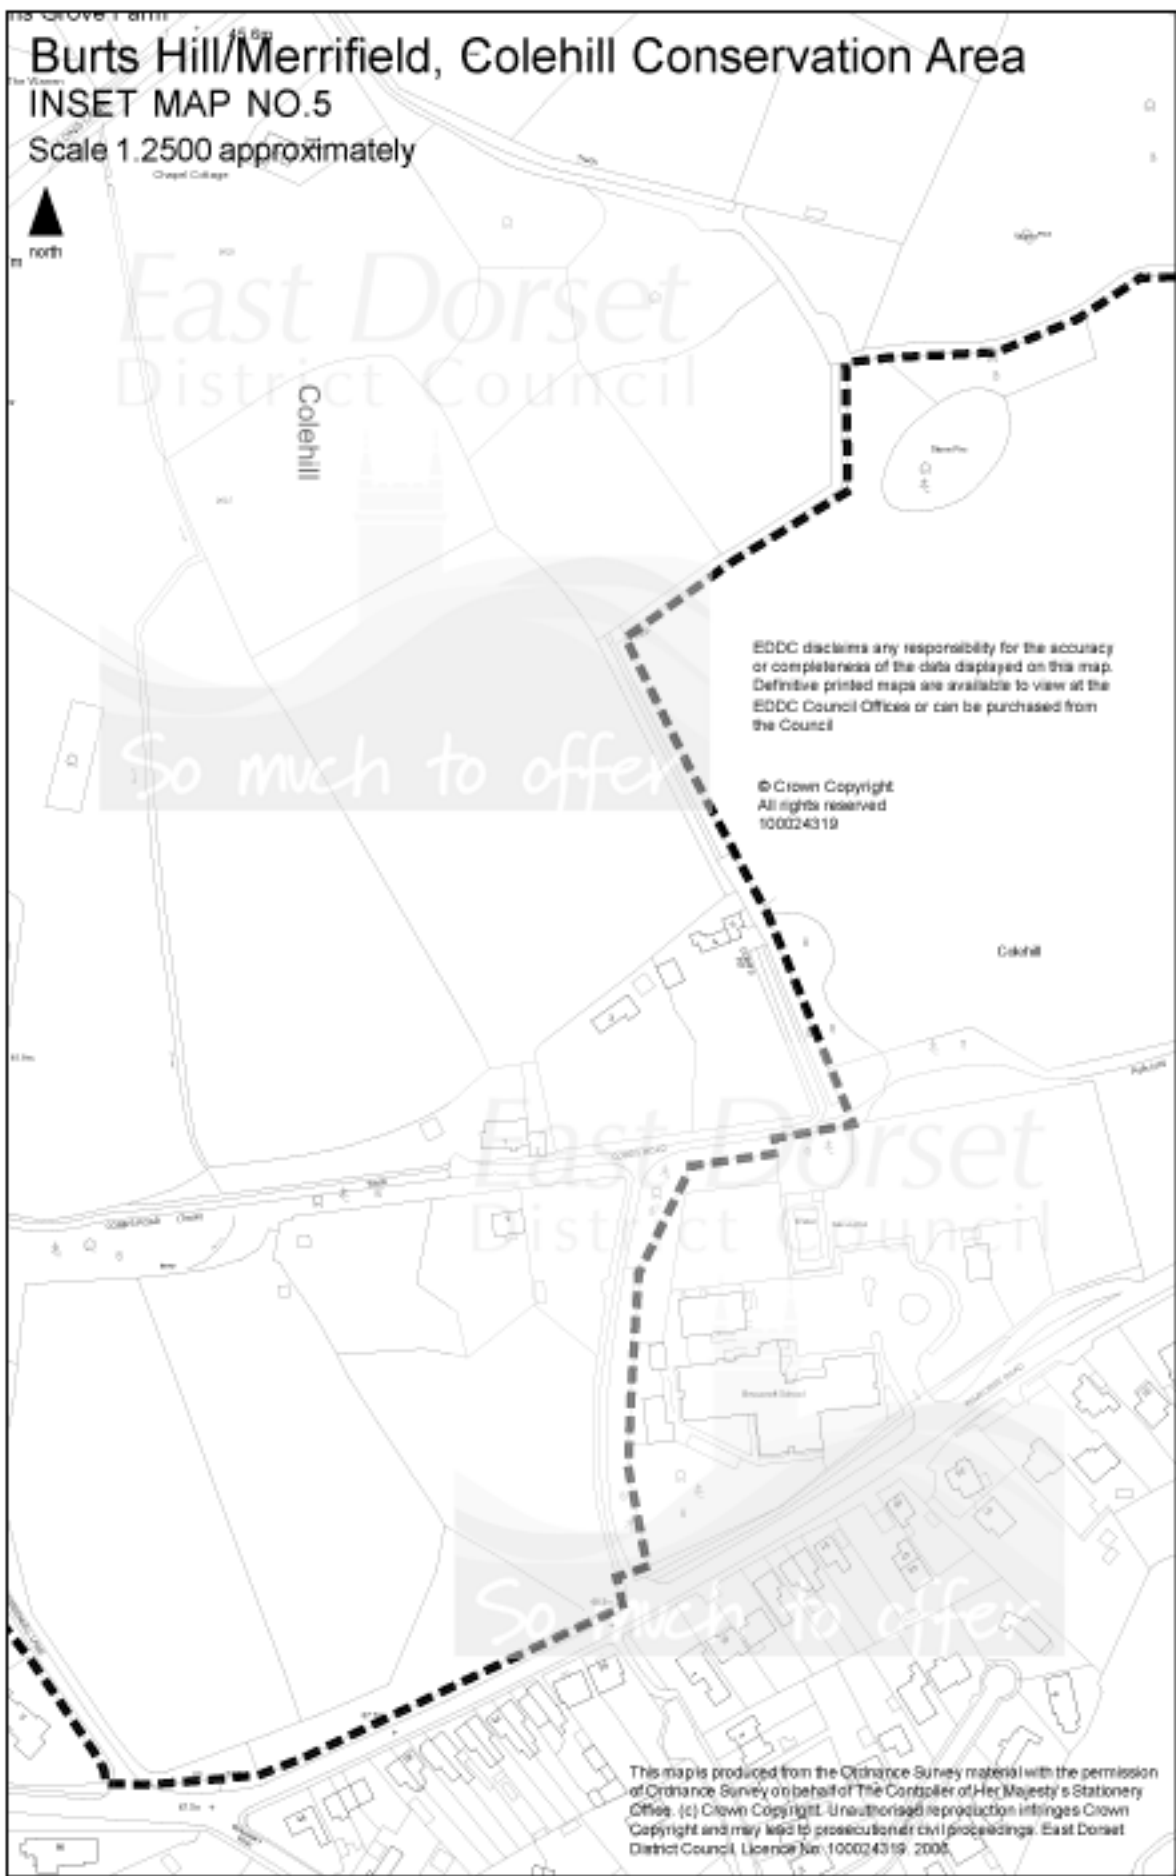 45.6m
Burts Hill/Merrifield, Colehill Conservation Area
INSET MAP NO.5
Scale 1.2500 approximately
Chapel Cottage
north
East Dorset
District Council
Colehill
So much to offer
EDDC disclaims any responsibility for the accuracy
or completeness of the data displayed on this map.
Definitive printed maps are available to view at the
EDDC Council Offices or can be purchased from
the Council
© Crown Copyright
All rights reserved
100024319
Colehill
East Dorset
District Council
So much to offer
This map is produced from the Ordnance Survey material with the permission
of Ordnance Survey on behalf of The Controller of Her Majesty's Stationery
Office. (c) Crown Copyright. Unauthorised reproduction infringes Crown
Copyright and may lead to prosecution or civil proceedings. East Dorset
District Council. Licence No. 100024319. 2006.